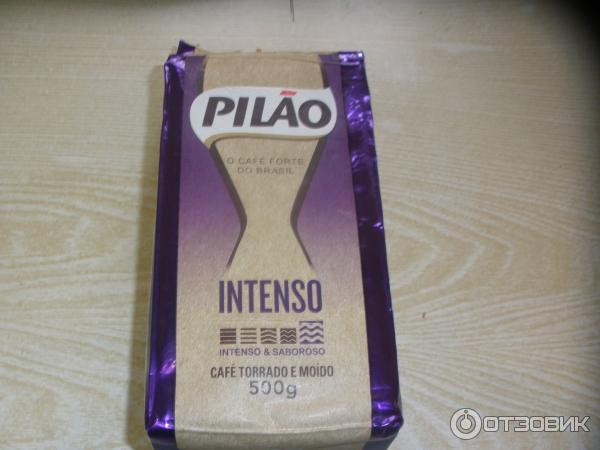 PILÃO
O CAFÉ FORTE
DO BRASIL
INTENSO
INTENSO & SABOROSO
CAFÉ TORRADO E MOÍDO
500g
ОТЗОВИК